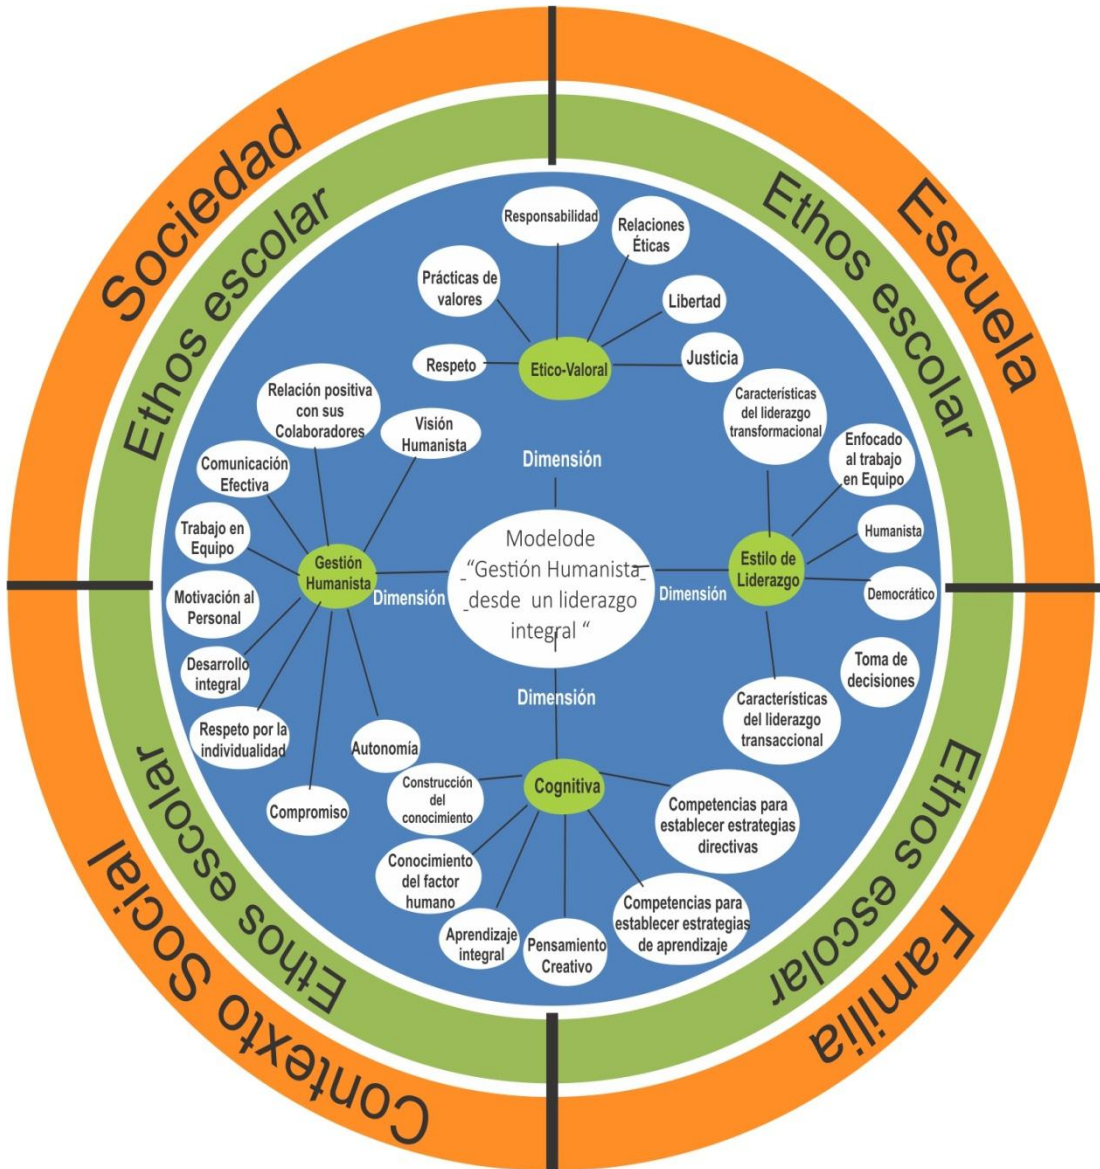 Sociedad
Escuela
Familia
Contexto Social
Ethos escolar
Ethos escolar
Ethos escolar
Ethos escolar
Responsabilidad
Relaciones
Éticas
Prácticas de
valores
Libertad
Respeto
Etico-Valoral
Justicia
Dimensión
Relación positiva
con sus
Colaboradores
Visión
Humanista
Comunicación
Efectiva
Trabajo en
Equipo
Gestión
Humanista
Dimensión
Motivación al
Personal
Desarrollo
integral
Respeto por la
individualidad
Compromiso
Autonomía
Modelode
“Gestión Humanista
desde un liderazgo
integral “
Características
del liderazgo
transformacional
Enfocado
al trabajo
en Equipo
Humanista
Estilo de
Liderazgo
Dimensión
Democrático
Toma de
decisiones
Características
del liderazgo
transaccional
Dimensión
Cognitiva
Construcción
del
conocimiento
Conocimiento
del factor
humano
Aprendizaje
integral
Pensamiento
Creativo
Competencias para
establecer estrategias
de aprendizaje
Competencias para
establecer estrategias
directivas